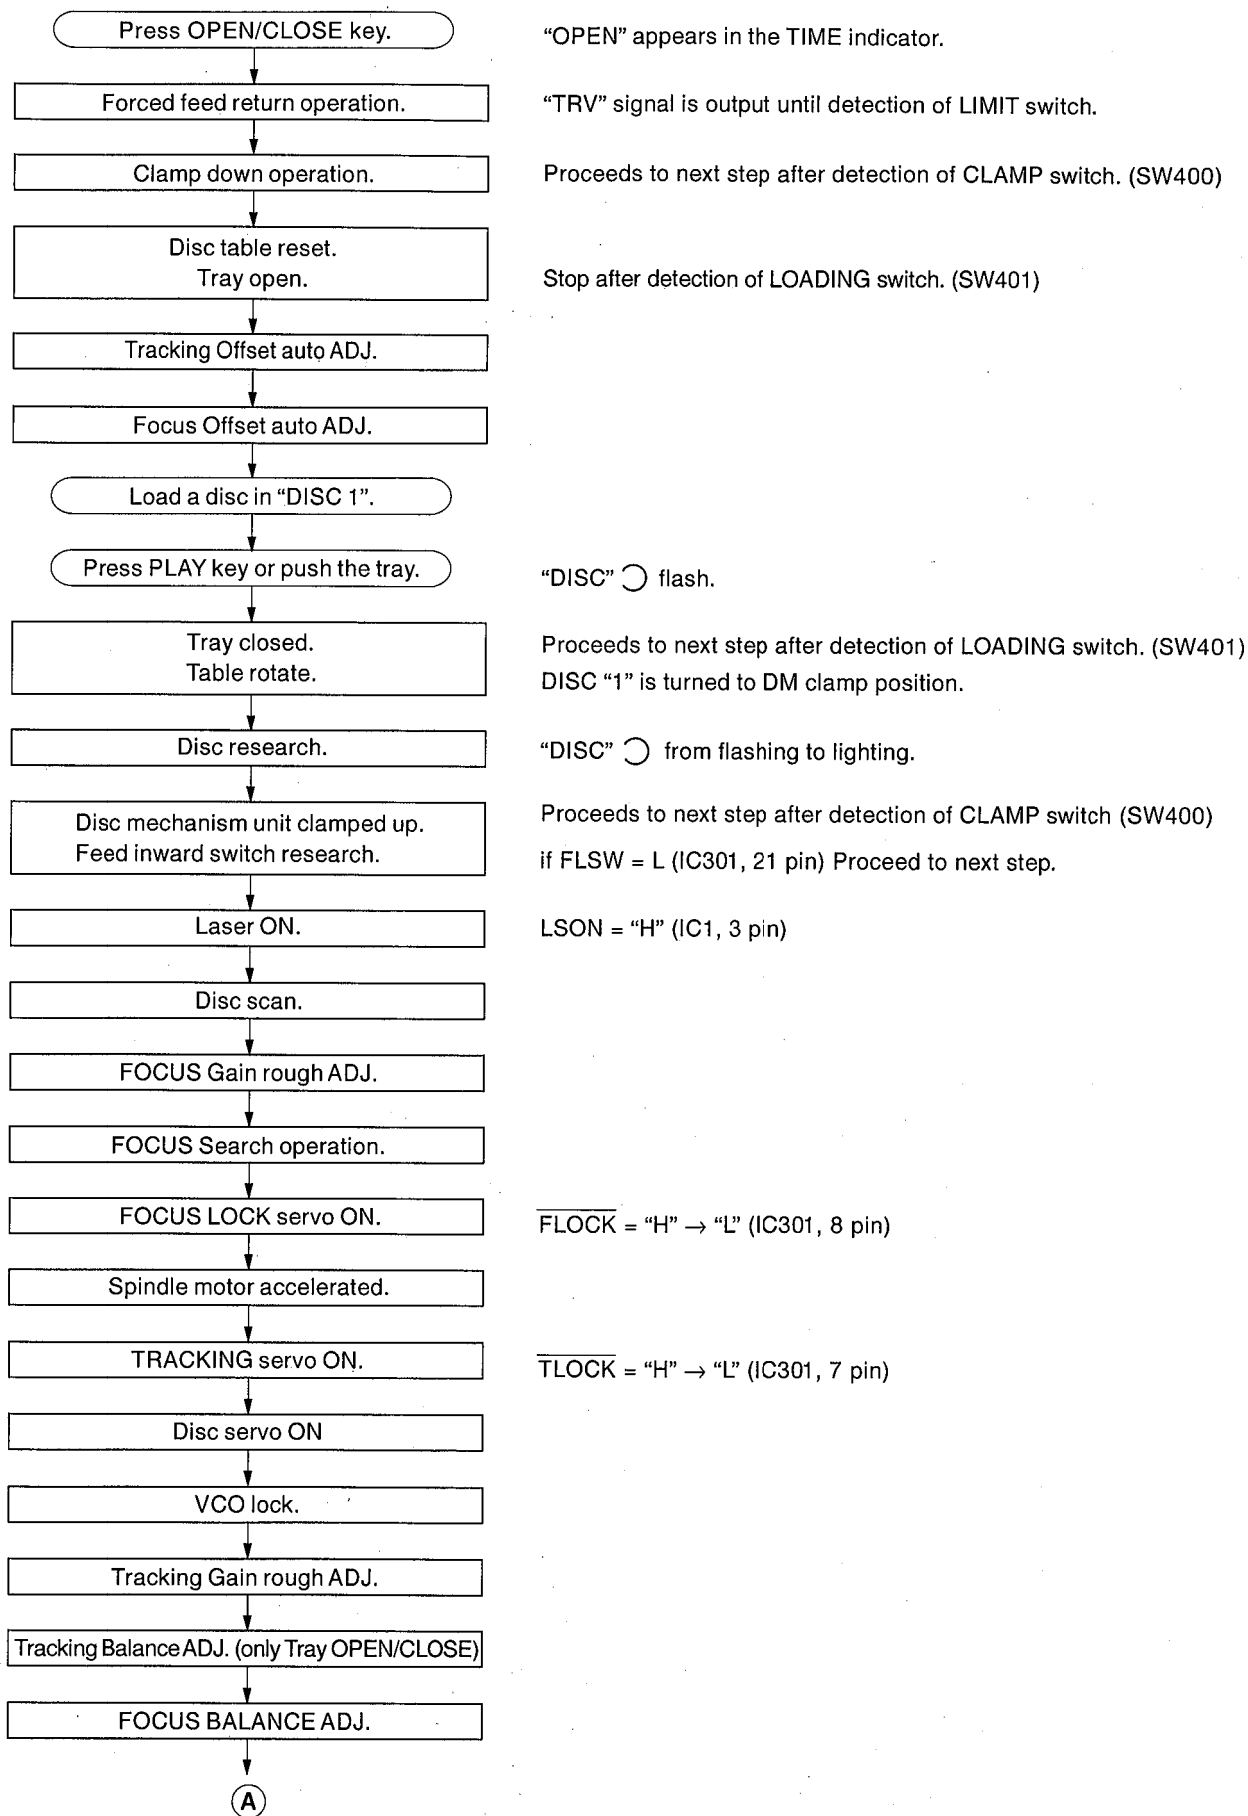 Press OPEN/CLOSE key.
“OPEN” appears in the TIME indicator.
Forced feed return operation.
“TRV” signal is output until detection of LIMIT switch.
Clamp down operation.
Proceeds to next step after detection of CLAMP switch. (SW400)
Disc table reset.
Tray open.
Stop after detection of LOADING switch. (SW401)
Tracking Offset auto ADJ.
Focus Offset auto ADJ.
Load a disc in “DISC 1”.
Press PLAY key or push the tray.
“DISC” flash.
Tray closed.
Table rotate.
Proceeds to next step after detection of LOADING switch. (SW401)
DISC “1” is turned to DM clamp position.
Disc research.
“DISC” from flashing to lighting.
Disc mechanism unit clamped up.
Feed inward switch research.
Proceeds to next step after detection of CLAMP switch (SW400)
if FLSW = L (IC301, 21 pin) Proceed to next step.
Laser ON.
LSON = “H” (IC1, 3 pin)
Disc scan.
FOCUS Gain rough ADJ.
FOCUS Search operation.
FOCUS LOCK servo ON.
FLOCK = “H” → “L” (IC301, 8 pin)
Spindle motor accelerated.
TRACKING servo ON.
TLOCK = “H” → “L” (IC301, 7 pin)
Disc servo ON
VCO lock.
Tracking Gain rough ADJ.
Tracking Balance ADJ. (only Tray OPEN/CLOSE)
FOCUS BALANCE ADJ.
A